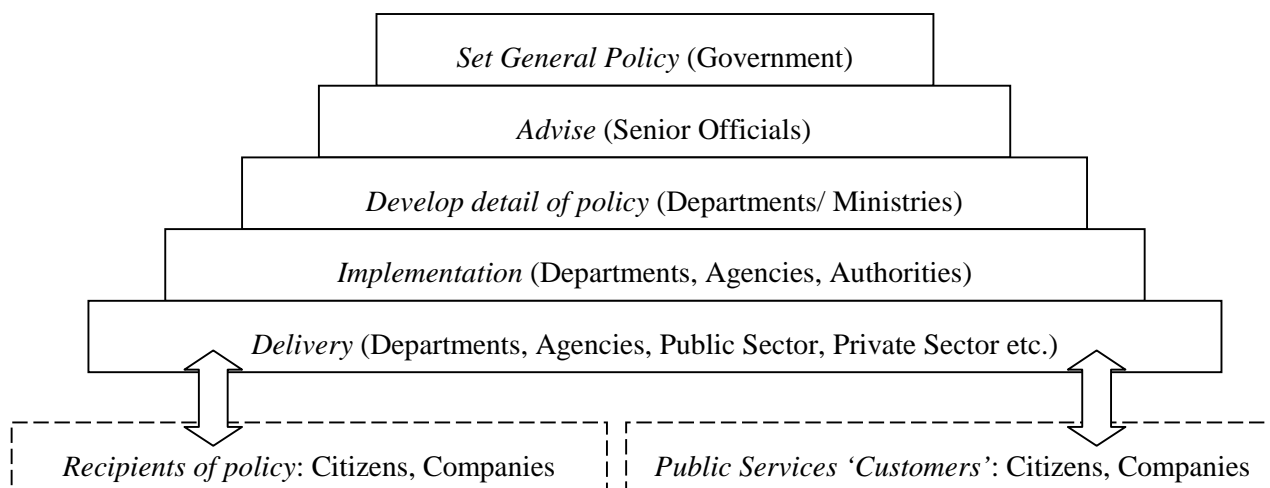 Set General Policy (Government)
Advise (Senior Officials)
Develop detail of policy (Departments/ Ministries)
Implementation (Departments, Agencies, Authorities)
Delivery (Departments, Agencies, Public Sector, Private Sector etc.)
Recipients of policy: Citizens, Companies
Public Services ‘Customers’: Citizens, Companies